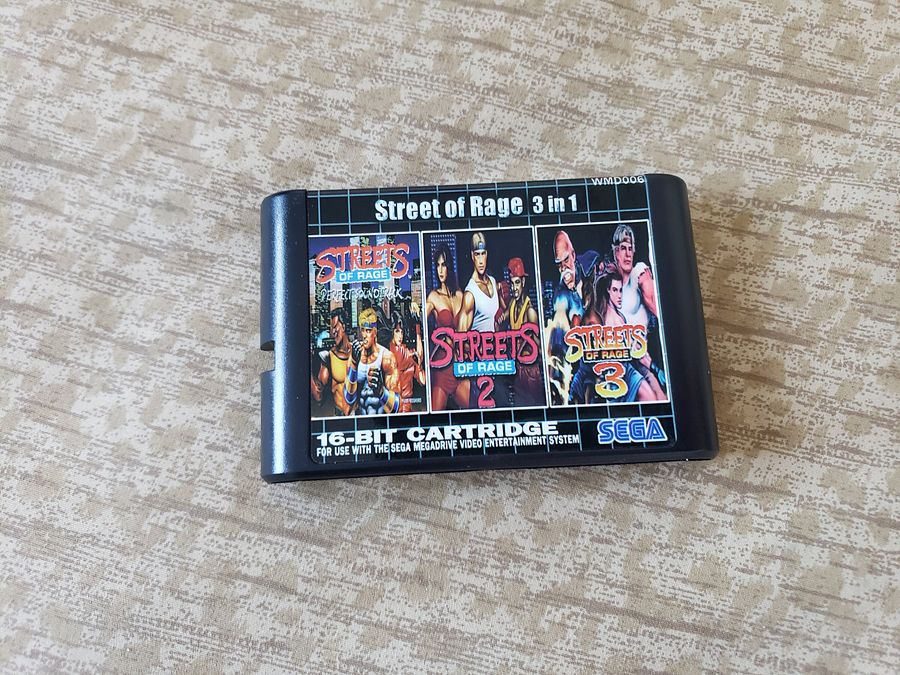 WMD006
Street of Rage 3 in 1
STREETS
OF RAGE
STREETS
OF RAGE
2
STREETS
OF RAGE
3
16-BIT CARTRIDGE
FOR USE WITH THE SEGA MEGADRIVE VIDEO ENTERTAINMENT SYSTEM
SEGA